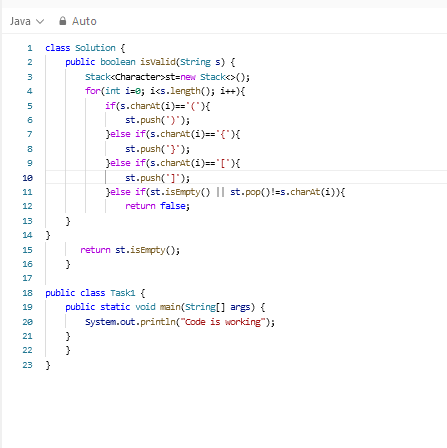 Java Auto
1 class Solution {
2 public boolean isValid(String s) {
3 Stack<Character>st=new Stack<>();
4 for(int i=0; i<s.length(); i++){
5 if(s.charAt(i)=='('){
6 st.push(')');
7 }else if(s.charAt(i)=='{'){
8 st.push('}');
9 }else if(s.charAt(i)=='['){
10 st.push(']');
11 }else if(st.isEmpty() || st.pop()!=s.charAt(i)){
12 return false;
13 }
14 }
15 return st.isEmpty();
16 }
17
18 public class Task1 {
19 public static void main(String[] args) {
20 System.out.println("Code is working");
21 }
22 }
23 }